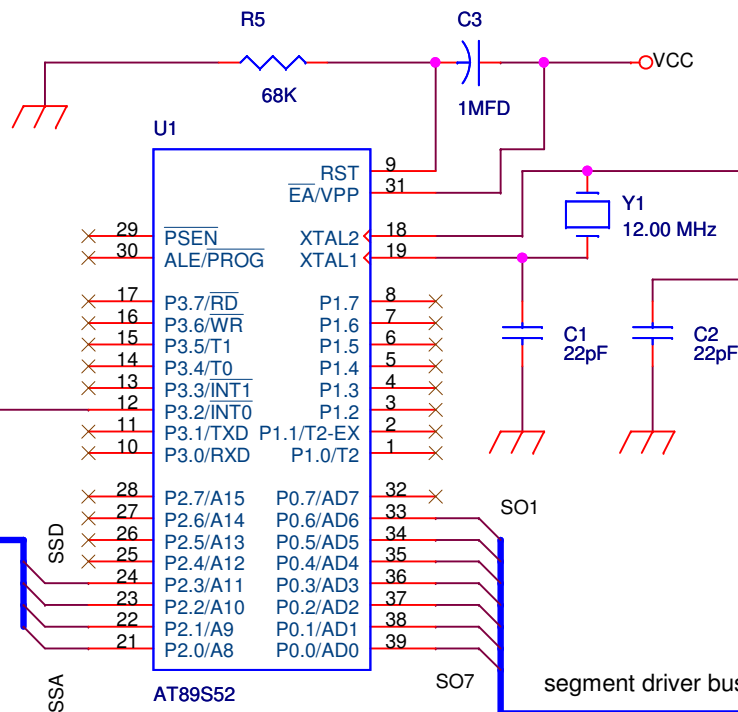 R5
C3
VCC
68K
1MFD
U1
RST 9
EA/VPP 31
29 PSEN XTAL2 18
30 ALE/PROG XTAL1 19
Y1
12.00 MHz
17 P3.7/RD P1.7 8
16 P3.6/WR P1.6 7
15 P3.5/T1 P1.5 6
14 P3.4/T0 P1.4 5
13 P3.3/INT1 P1.3 4
12 P3.2/INT0 P1.2 3
11 P3.1/TXD P1.1/T2-EX 2
10 P3.0/RXD P1.0/T2 1
C1
22pF
C2
22pF
28 P2.7/A15 P0.7/AD7 32
27 P2.6/A14 P0.6/AD6 33
26 P2.5/A13 P0.5/AD5 34
25 P2.4/A12 P0.4/AD4 35
24 P2.3/A11 P0.3/AD3 36
23 P2.2/A10 P0.2/AD2 37
22 P2.1/A9 P0.1/AD1 38
21 P2.0/A8 P0.0/AD0 39
SO1
SSD
SSA
AT89S52
SO7
segment driver bus